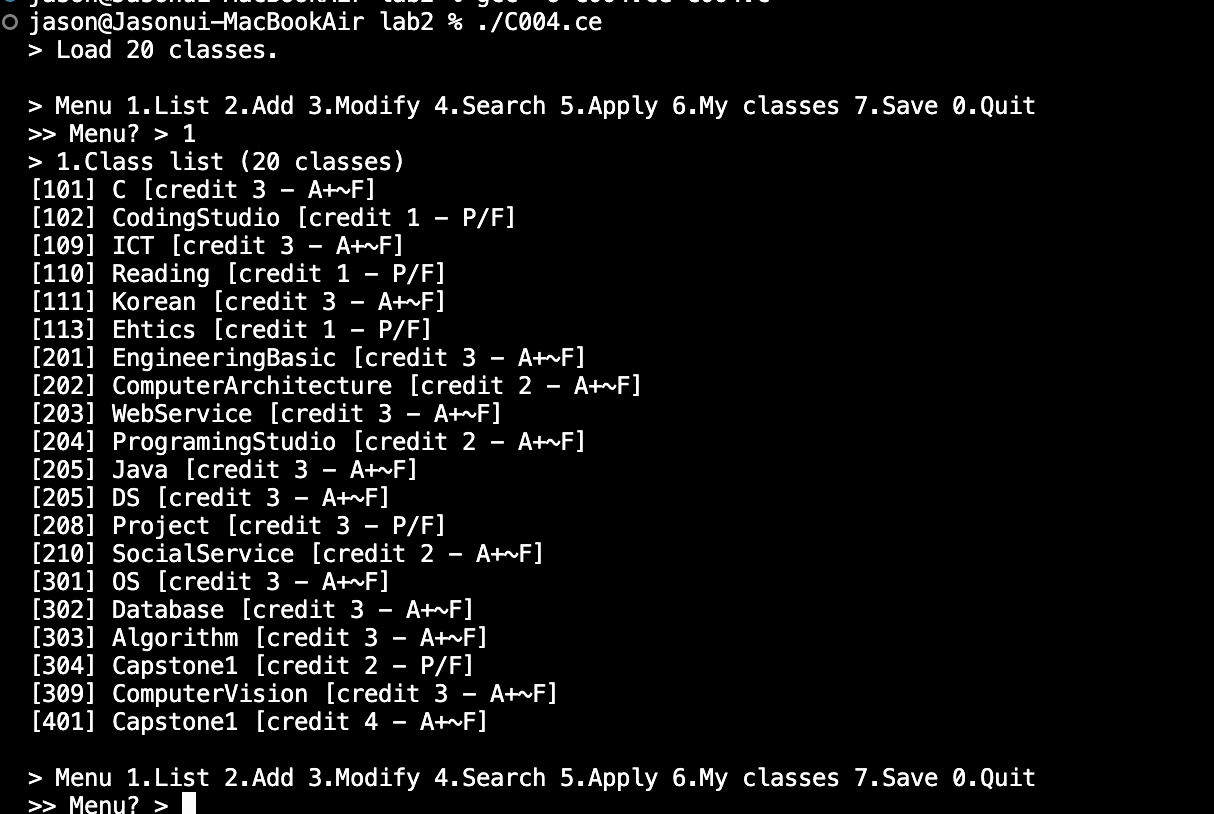 jason@Jasonui-MacBookAir lab2 % ./C004.ce
> Load 20 classes.
> Menu 1.List 2.Add 3.Modify 4.Search 5.Apply 6.My classes 7.Save 0.Quit
>> Menu? > 1
> 1.Class list (20 classes)
[101] C [credit 3 - A+~F]
[102] CodingStudio [credit 1 - P/F]
[109] ICT [credit 3 - A+~F]
[110] Reading [credit 1 - P/F]
[111] Korean [credit 3 - A+~F]
[113] Ehtics [credit 1 - P/F]
[201] EngineeringBasic [credit 3 - A+~F]
[202] ComputerArchitecture [credit 2 - A+~F]
[203] WebService [credit 3 - A+~F]
[204] ProgramingStudio [credit 2 - A+~F]
[205] Java [credit 3 - A+~F]
[205] DS [credit 3 - A+~F]
[208] Project [credit 3 - P/F]
[210] SocialService [credit 2 - A+~F]
[301] OS [credit 3 - A+~F]
[302] Database [credit 3 - A+~F]
[303] Algorithm [credit 3 - A+~F]
[304] Capstone1 [credit 2 - P/F]
[309] ComputerVision [credit 3 - A+~F]
[401] Capstone1 [credit 4 - A+~F]
> Menu 1.List 2.Add 3.Modify 4.Search 5.Apply 6.My classes 7.Save 0.Quit
>> Menu? >